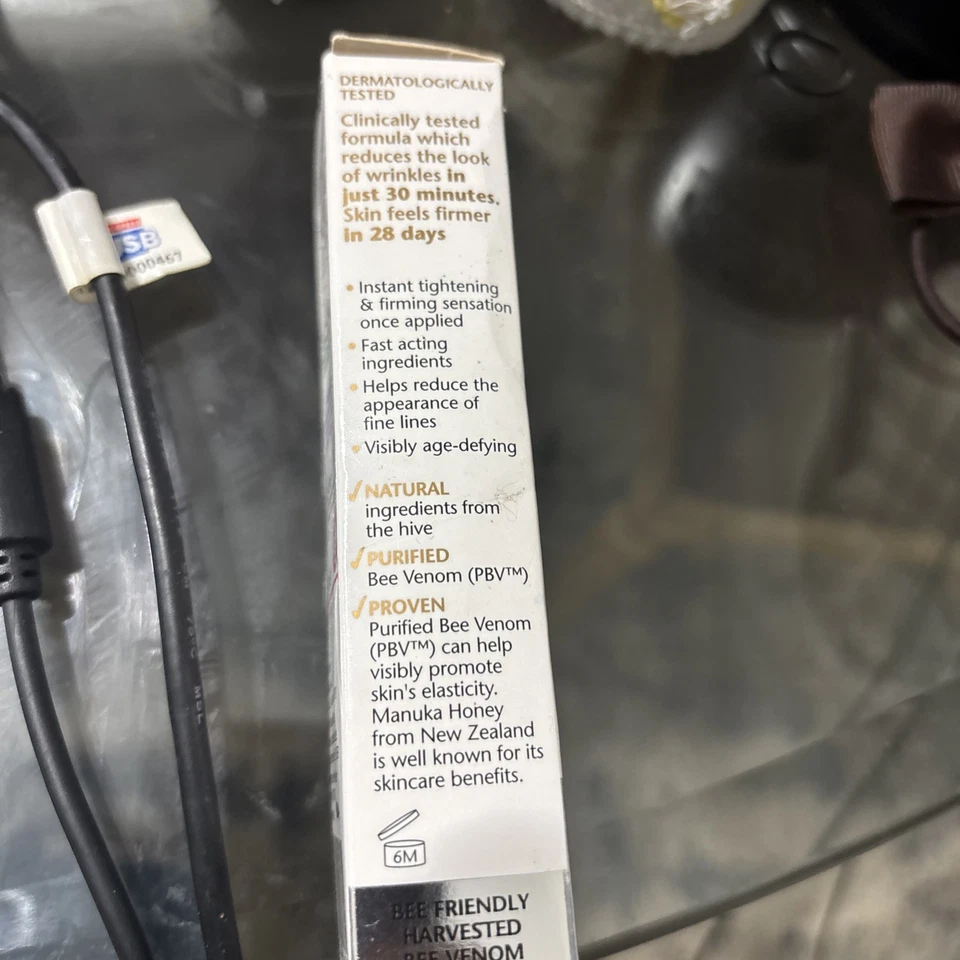 DERMATOLOGICALLY
TESTED
Clinically tested
formula which
reduces the look
of wrinkles in
just 30 minutes.
Skin feels firmer
in 28 days
• Instant tightening
& firming sensation
once applied
• Fast acting
ingredients
• Helps reduce the
appearance of
fine lines
• Visibly age-defying
✓NATURAL
ingredients from
the hive
✓PURIFIED
Bee Venom (PBV™)
✓PROVEN
Purified Bee Venom
(PBV™) can help
visibly promote
skin's elasticity.
Manuka Honey
from New Zealand
is well known for its
skincare benefits.
6M
BEE FRIENDLY
HARVESTED
BEE VENOM
SB
000467